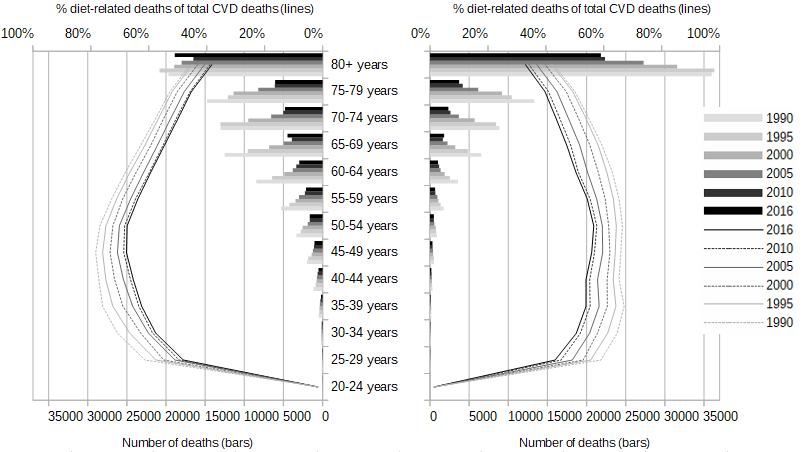 % diet-related deaths of total CVD deaths (lines)
% diet-related deaths of total CVD deaths (lines)
100% 80% 60% 40% 20% 0%
0% 20% 40% 60% 80% 100%
80+ years
75-79 years
70-74 years
65-69 years
60-64 years
55-59 years
50-54 years
45-49 years
40-44 years
35-39 years
30-34 years
25-29 years
20-24 years
1990
1995
2000
2005
2010
2016
2016
2010
2005
2000
1995
1990
35000 30000 25000 20000 15000 10000 5000 0
0 5000 10000 15000 20000 25000 30000 35000
Number of deaths (bars)
Number of deaths (bars)